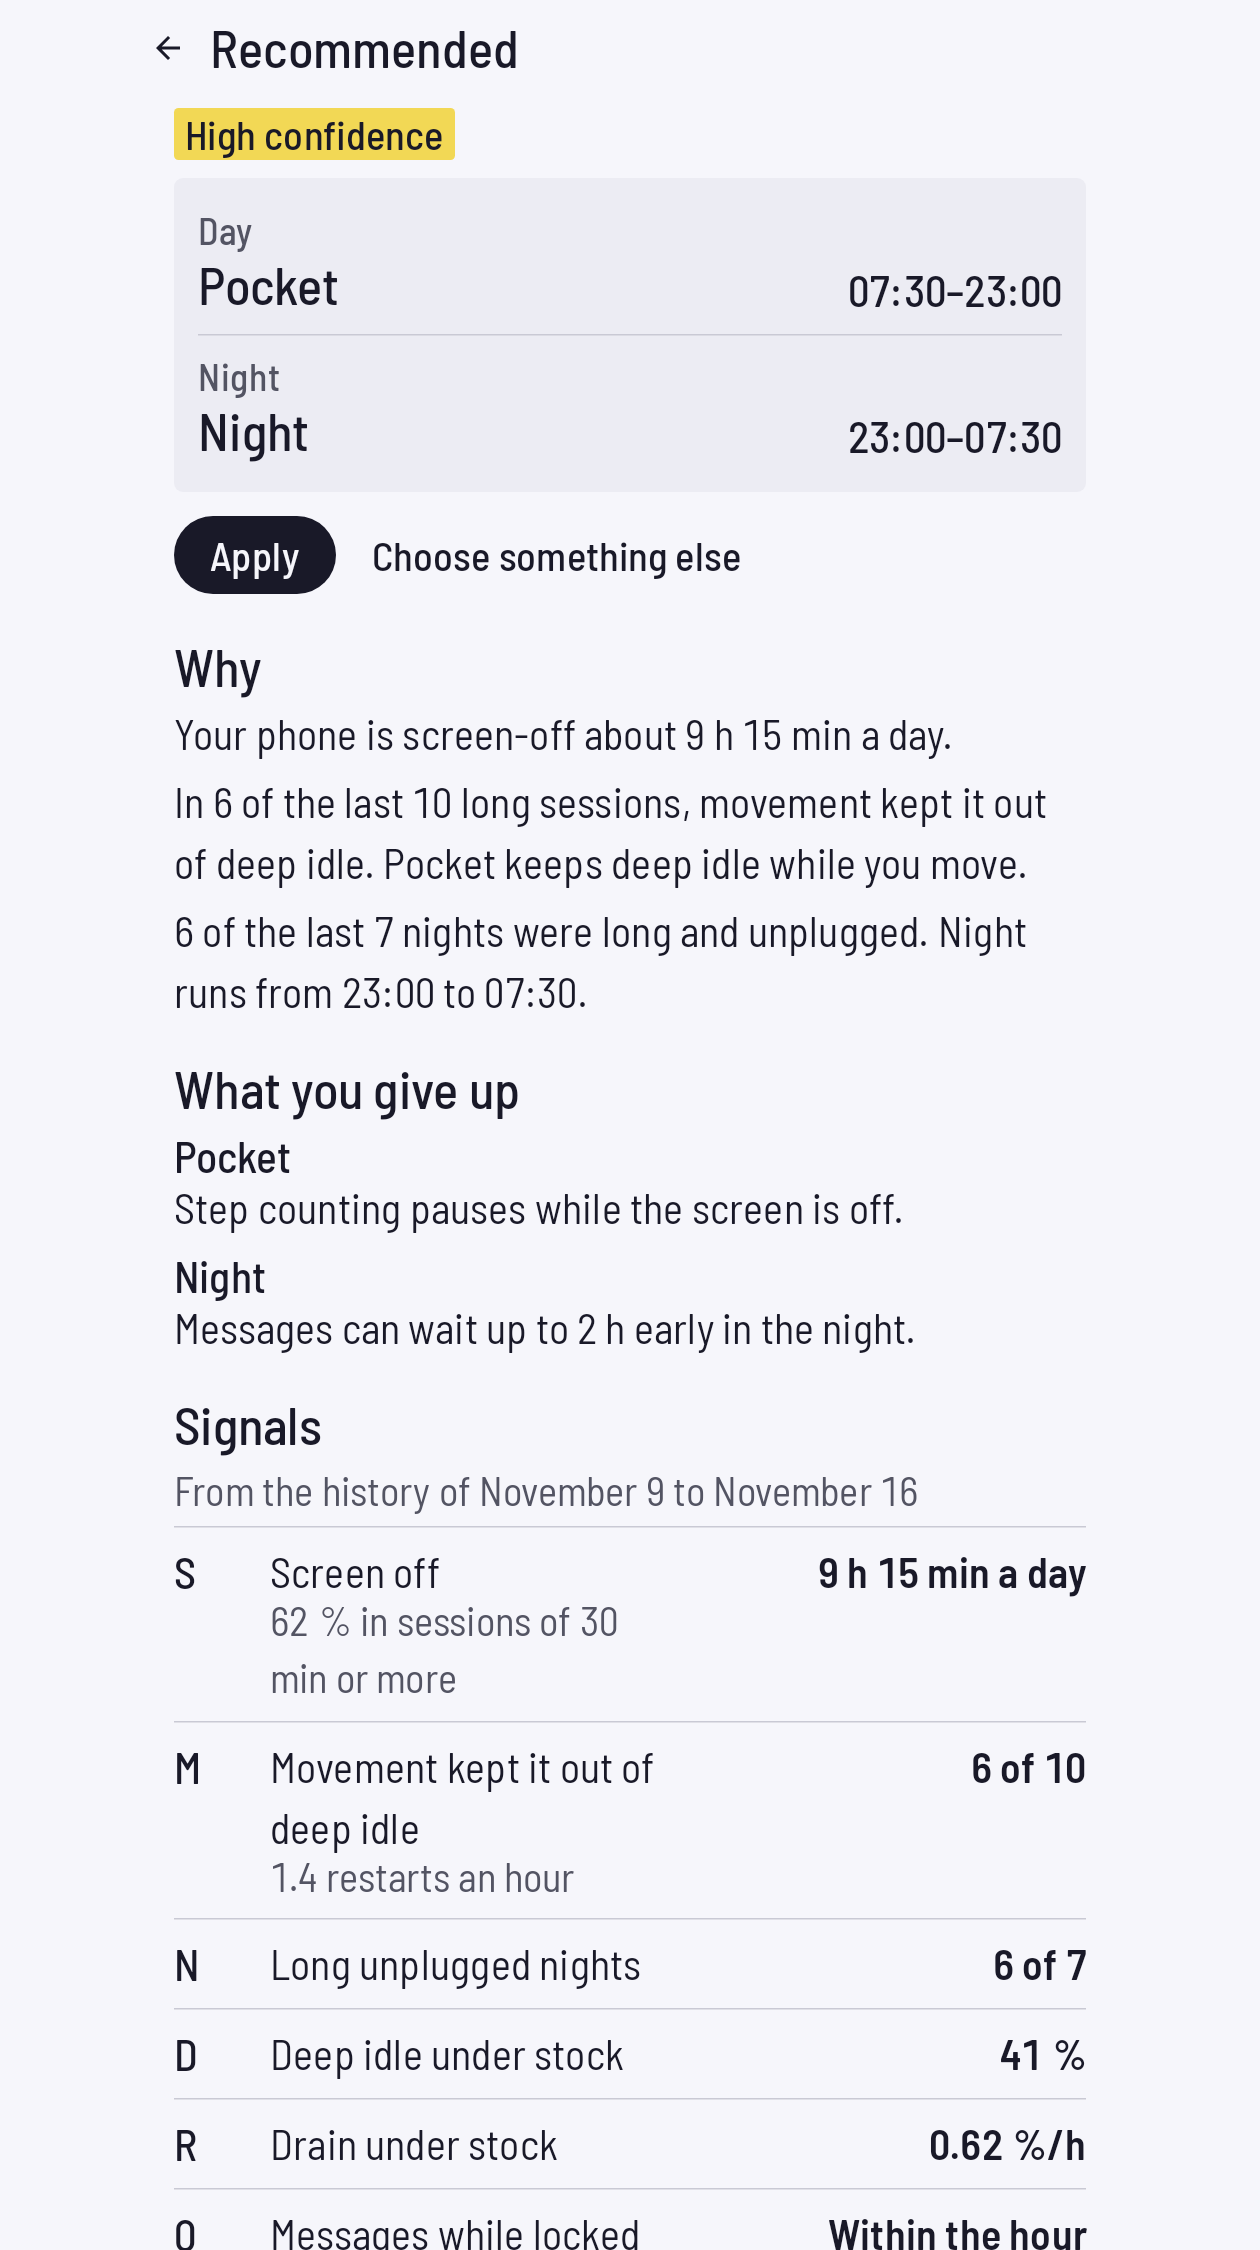 Recommended
High confidence
Day
Pocket 07:30–23:00
Night
Night 23:00–07:30
Apply Choose something else
Why
Your phone is screen-off about 9 h 15 min a day.
In 6 of the last 10 long sessions, movement kept it out
of deep idle. Pocket keeps deep idle while you move.
6 of the last 7 nights were long and unplugged. Night
runs from 23:00 to 07:30.
What you give up
Pocket
Step counting pauses while the screen is off.
Night
Messages can wait up to 2 h early in the night.
Signals
From the history of November 9 to November 16
S Screen off 9 h 15 min a day
62 % in sessions of 30
min or more
M Movement kept it out of 6 of 10
deep idle
1.4 restarts an hour
N Long unplugged nights 6 of 7
D Deep idle under stock 41 %
R Drain under stock 0.62 %/h
O Messages while locked Within the hour